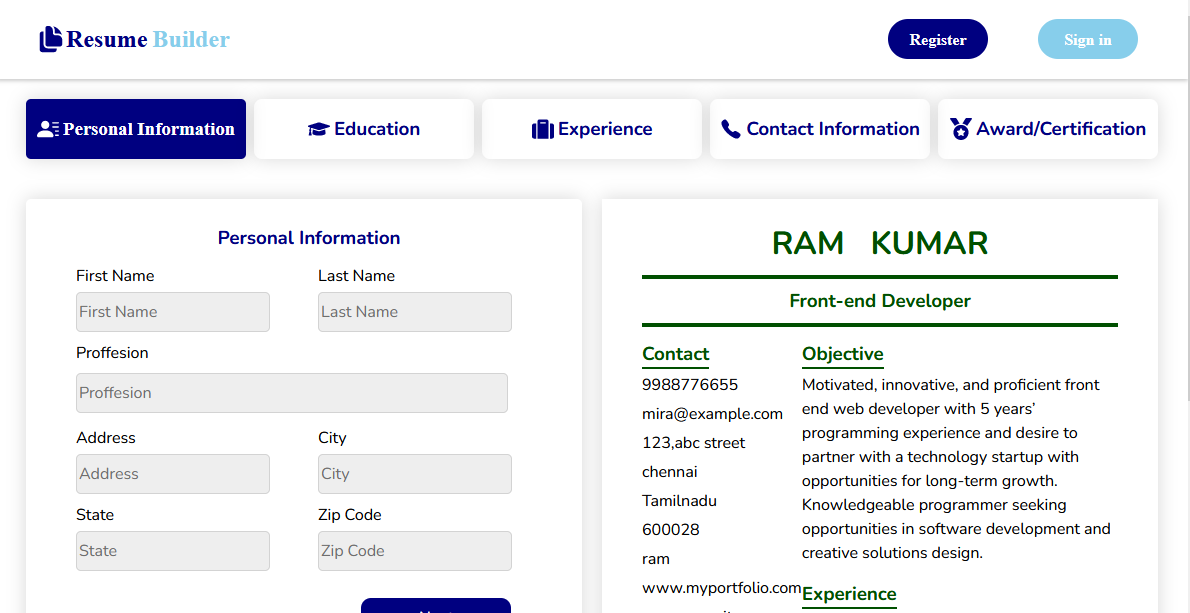 Resume Builder
Register
Sign in
Personal Information
Education
Experience
Contact Information
Award/Certification
Personal Information
First Name
Last Name
First Name
Last Name
Proffesion
Proffesion
Address
City
Address
City
State
Zip Code
State
Zip Code
RAM KUMAR
Front-end Developer
Contact
9988776655
mira@example.com
123,abc street
chennai
Tamilnadu
600028
ram
www.myportfolio.com
Objective
Motivated, innovative, and proficient front
end web developer with 5 years’
programming experience and desire to
partner with a technology startup with
opportunities for long-term growth.
Knowledgeable programmer seeking
opportunities in software development and
creative solutions design.
Experience